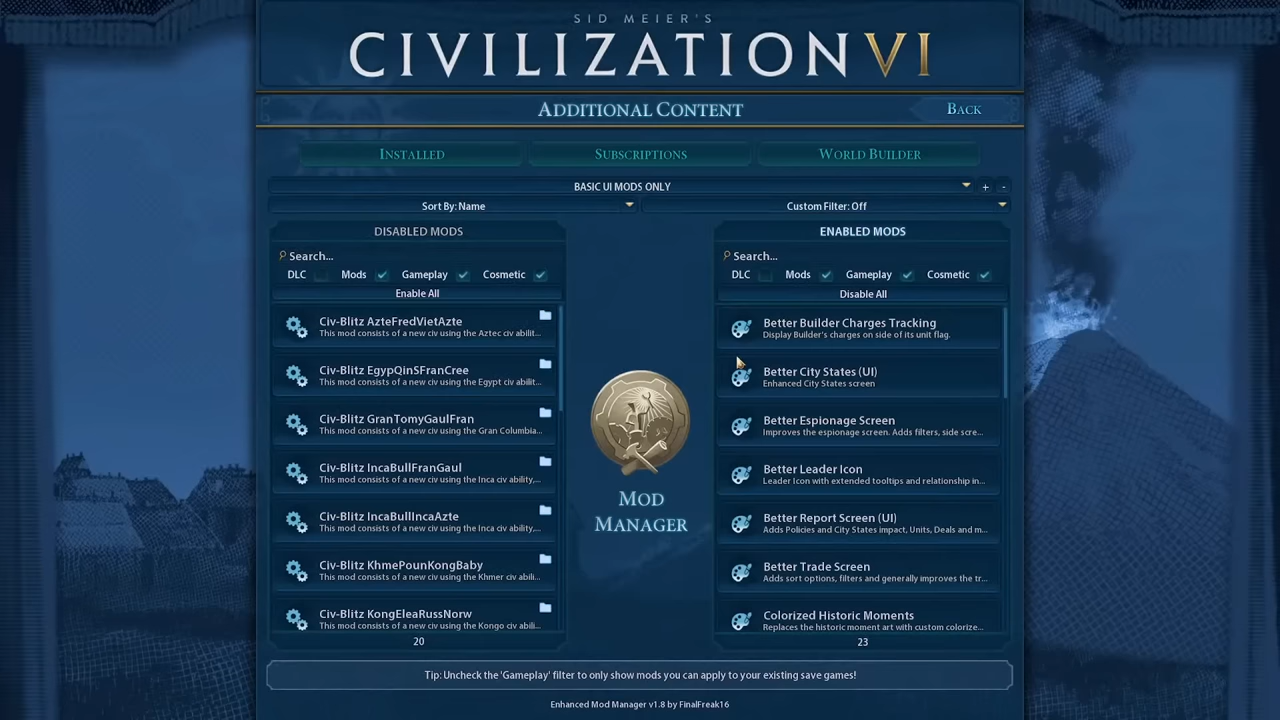 SID MEIER'S
CIVILIZATION VI
ADDITIONAL CONTENT
BACK
INSTALLED
SUBSCRIPTIONS
WORLD BUILDER
BASIC UI MODS ONLY
+ -
Sort By: Name
Custom Filter: Off
DISABLED MODS
Search...
DLC Mods Gameplay Cosmetic
Enable All
Civ-Blitz AzteFredVietAzte
This mod consists of a new civ using the Aztec civ abilit...
Civ-Blitz EgypQinSFranCree
This mod consists of a new civ using the Egypt civ abilit...
Civ-Blitz GranTomyGaulFran
This mod consists of a new civ using the Gran Columbia...
Civ-Blitz IncaBullFranGaul
This mod consists of a new civ using the Inca civ ability,...
Civ-Blitz IncaBullIncaAzte
This mod consists of a new civ using the Inca civ ability,...
Civ-Blitz KhmePounKongBaby
This mod consists of a new civ using the Khmer civ abili...
Civ-Blitz KongEleaRussNorw
This mod consists of a new civ using the Kongo civ abili...
20
MOD
MANAGER
ENABLED MODS
Search...
DLC Mods Gameplay Cosmetic
Disable All
Better Builder Charges Tracking
Display Builder's charges on side of its unit flag.
Better City States (UI)
Enhanced City States screen
Better Espionage Screen
Improves the espionage screen. Adds filters, side scre...
Better Leader Icon
Leader Icon with extended tooltips and relationship in...
Better Report Screen (UI)
Adds Policies and City States impact, Units, Deals and m...
Better Trade Screen
Adds sort options, filters and generally improves the tr...
Colorized Historic Moments
Replaces the historic moment art with custom colorize...
23
Tip: Uncheck the 'Gameplay' filter to only show mods you can apply to your existing save games!
Enhanced Mod Manager v1.8 by FinalFreak16